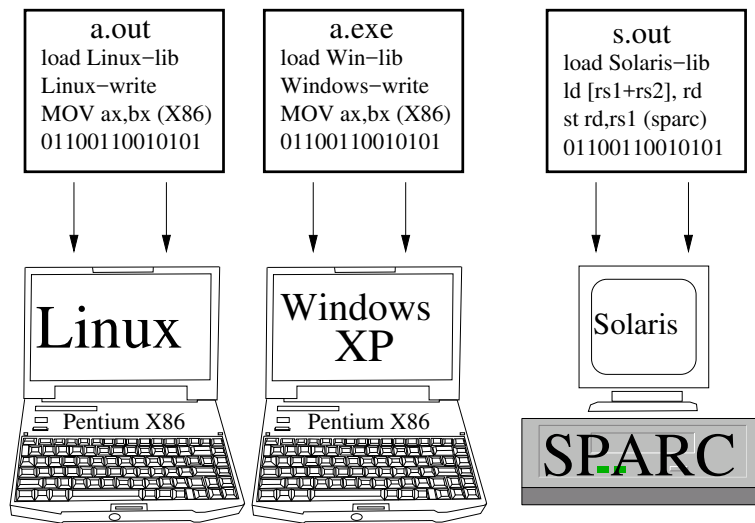 a.out
load Linux−lib
Linux−write
MOV ax,bx (X86)
01100110010101
a.exe
load Win−lib
Windows−write
MOV ax,bx (X86)
01100110010101
s.out
load Solaris−lib
ld [rs1+rs2], rd
st rd,rs1 (sparc)
01100110010101
Linux
Pentium X86
Windows
XP
Pentium X86
Solaris
SPARC